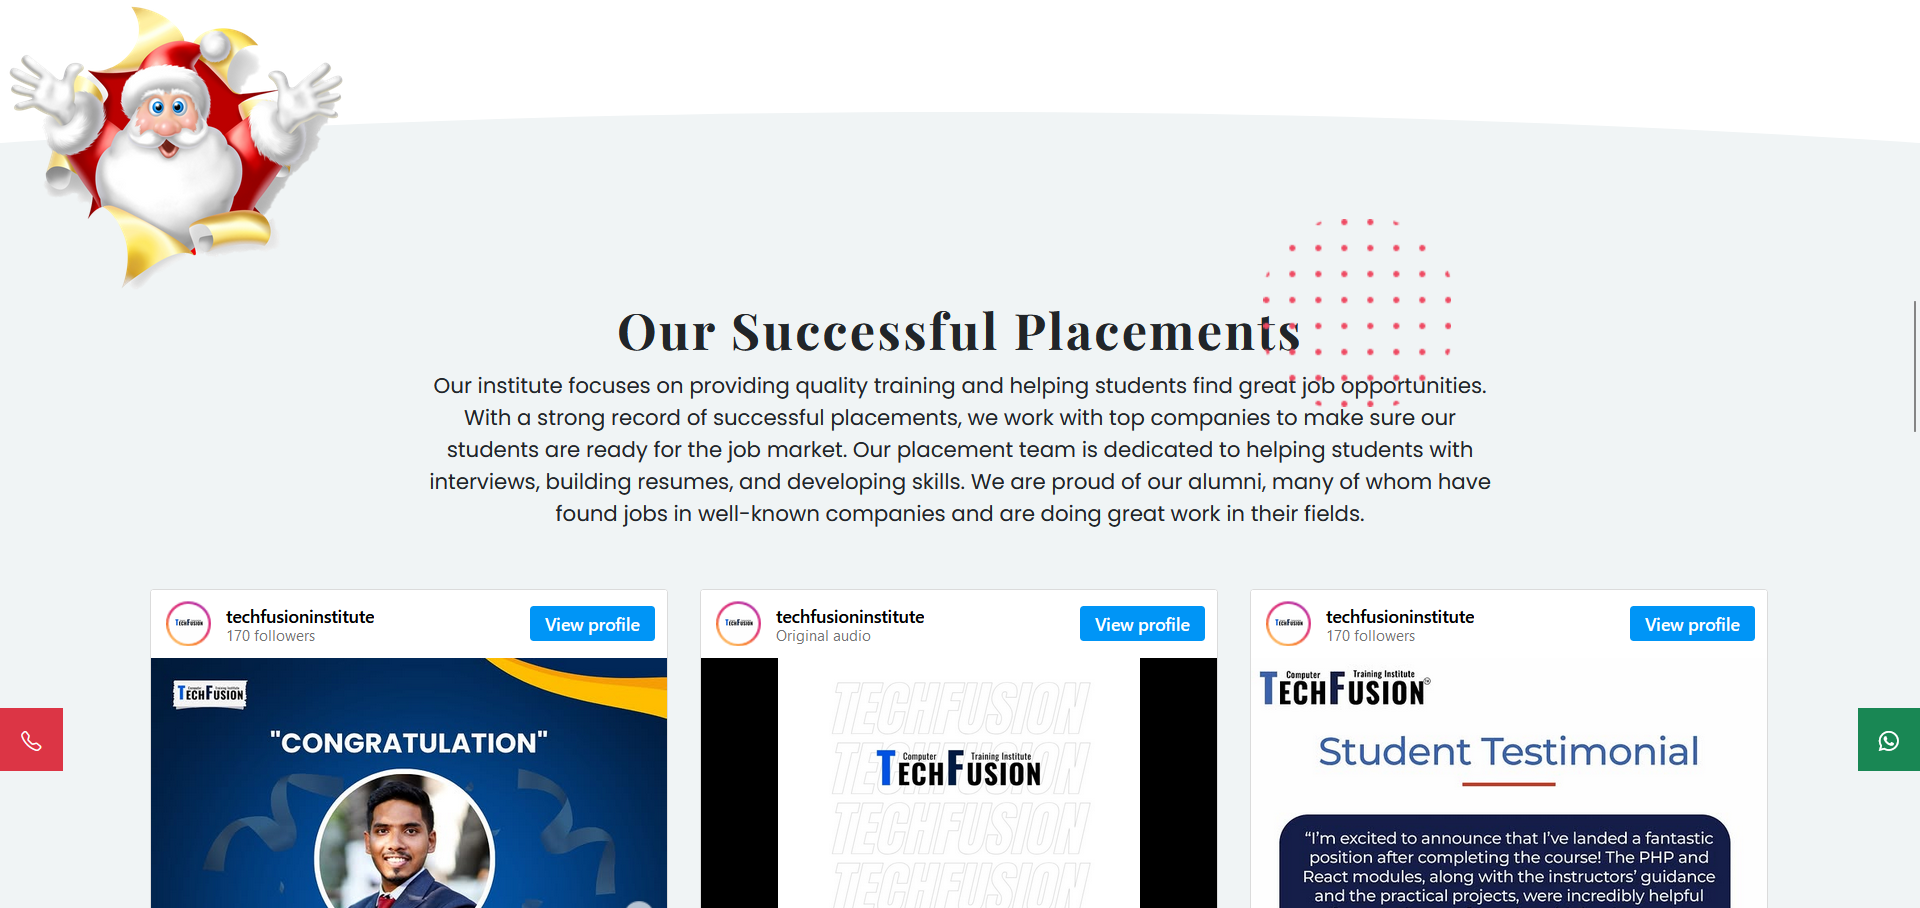 Our Successful Placements
Our institute focuses on providing quality training and helping students find great job opportunities.
With a strong record of successful placements, we work with top companies to make sure our
students are ready for the job market. Our placement team is dedicated to helping students with
interviews, building resumes, and developing skills. We are proud of our alumni, many of whom have
found jobs in well-known companies and are doing great work in their fields.
TECHFUSION
techfusioninstitute
170 followers
View profile
Computer Training Institute
TECHFUSION
"CONGRATULATION"
TECHFUSION
techfusioninstitute
Original audio
View profile
TECHFUSION
TECHFUSION
Computer Training Institute
TECHFUSION
TECHFUSION
TECHFUSION
TECHFUSION
techfusioninstitute
170 followers
View profile
Computer Training Institute
TECHFUSION
Student Testimonial
“I’m excited to announce that I’ve landed a fantastic
position after completing the course! The PHP and
React modules, along with the instructors’ guidance
and the practical projects, were incredibly helpful